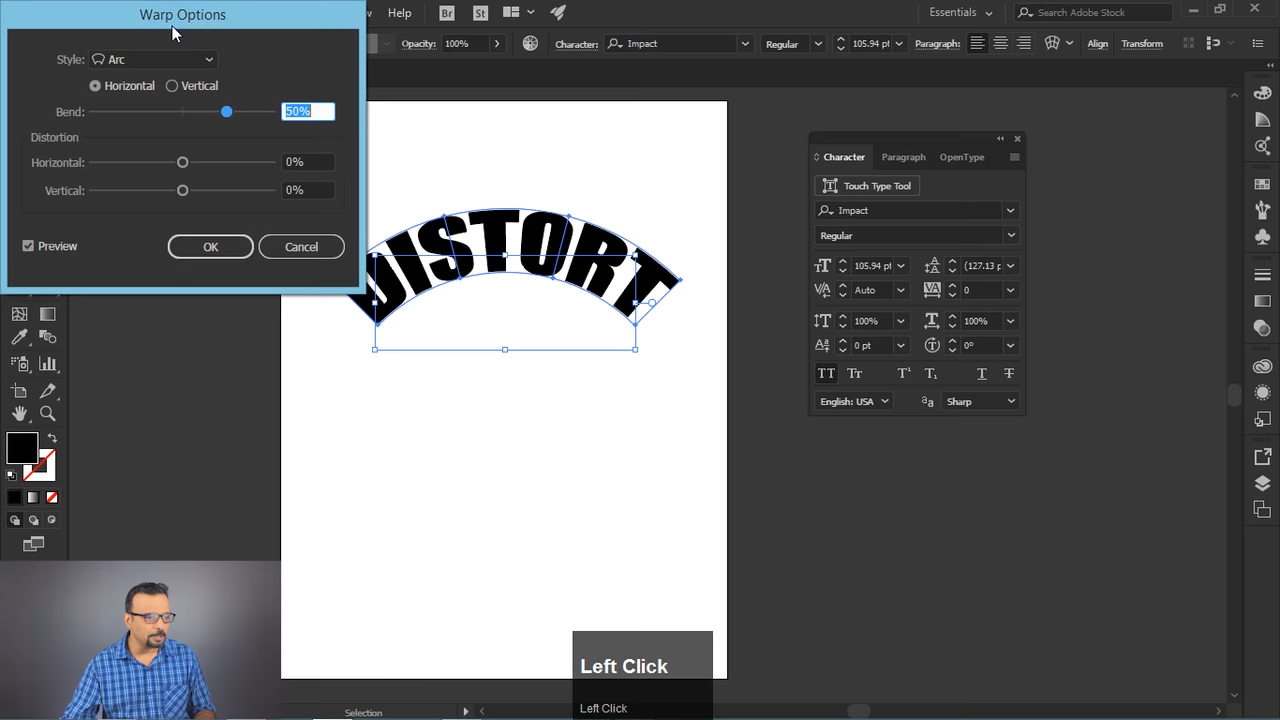 Warp Options
Style: Arc
Horizontal Vertical
Bend: 50%
Distortion
Horizontal: 0%
Vertical: 0%
Preview OK Cancel
Help Br St Essentials Search Adobe Stock
Opacity: 100% Character: Impact Regular 105.94 pt Paragraph: Align Transform
DISTORT
Character Paragraph OpenType
Touch Type Tool
Impact
Regular
105.94 pt (127.13 p
Auto 0
100% 100%
0 pt 0°
English: USA Sharp
Left Click
Left Click
Selection